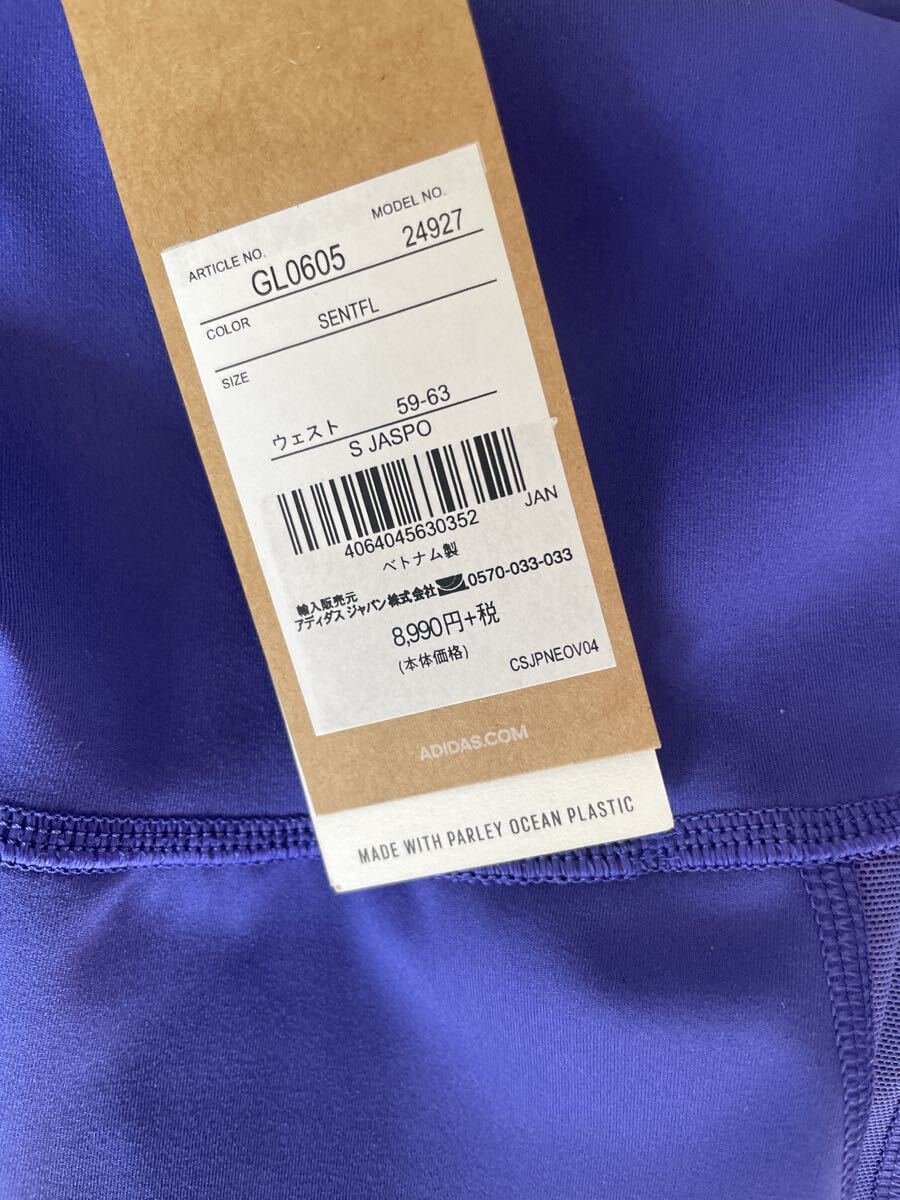 ARTICLE NO. MODEL NO.
GL0605 24927
COLOR SENTFL
SIZE
ウェスト 59-63
S JASPO
JAN
4064045630352
ベトナム製
輸入販売元
アディダス ジャパン株式会社 0570-033-033
8,990円+税
(本体価格) CSJPNEOV04
ADIDAS.COM
MADE WITH PARLEY OCEAN PLASTIC